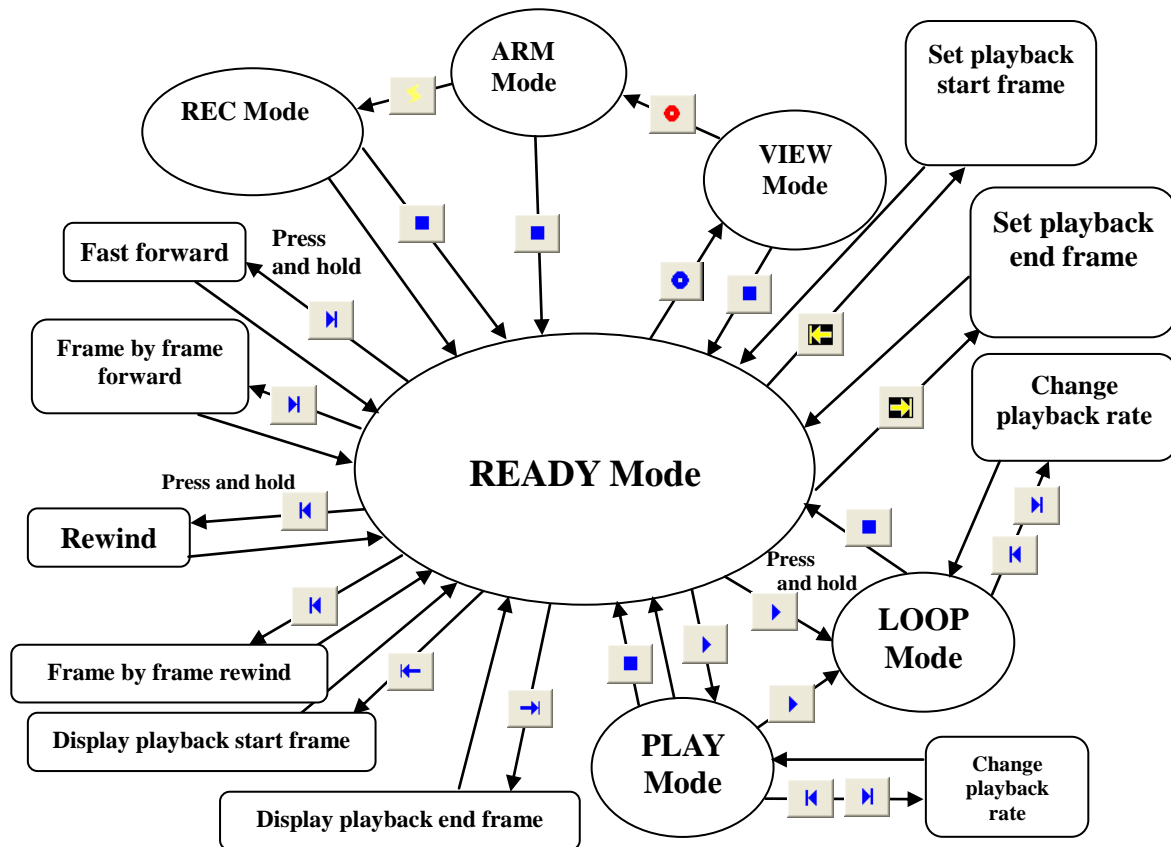 ARM
Mode
Set playback
start frame
REC Mode
VIEW
Mode
Set playback
end frame
Fast forward
Press
and hold
Frame by frame
forward
Change
playback rate
READY Mode
Press and hold
Rewind
Press
and hold
LOOP
Mode
Frame by frame rewind
Display playback start frame
PLAY
Mode
Change
playback
rate
Display playback end frame